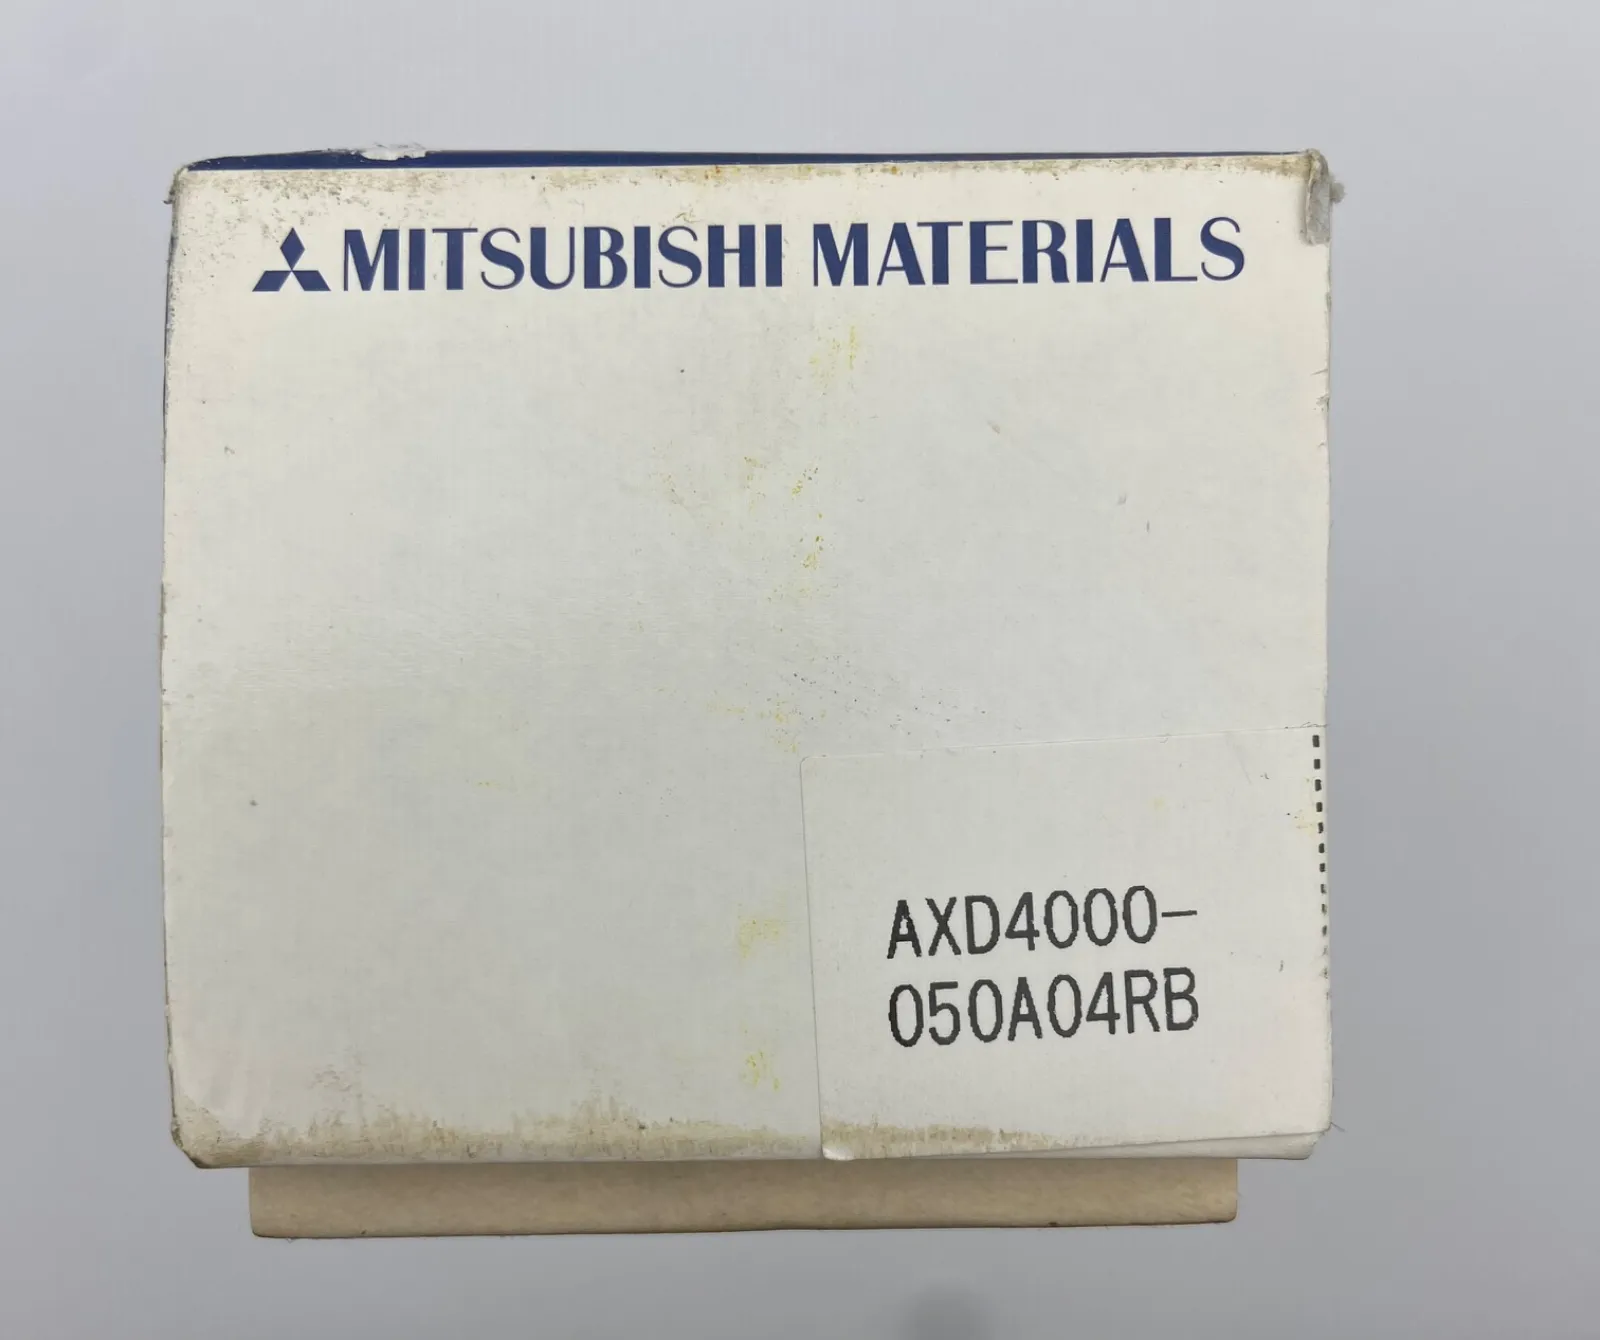 MITSUBISHI MATERIALS
AXD4000-
050A04RB